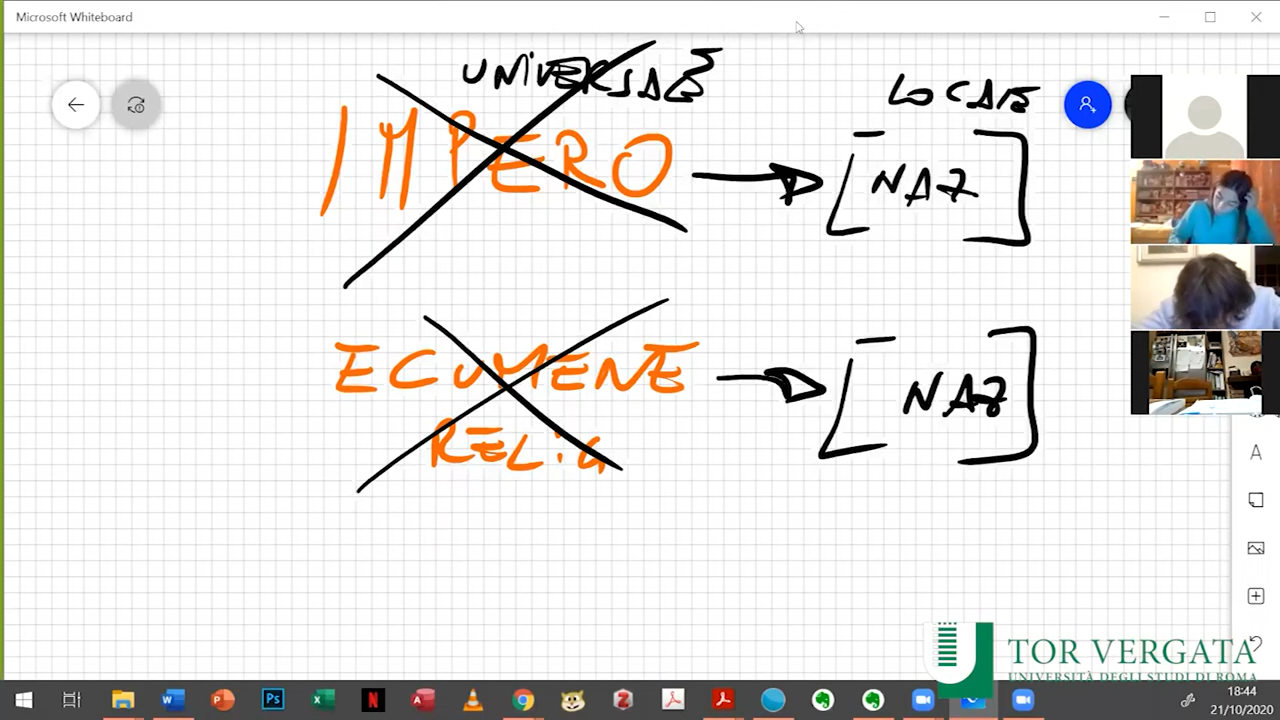 Microsoft Whiteboard
UNIVERSALE
LOCALE
IMPERO
NAZ
ECUMENE
NAZ
RELIG
TOR VERGATA
UNIVERSITÀ DEGLI STUDI DI ROMA
18:44
21/10/2020